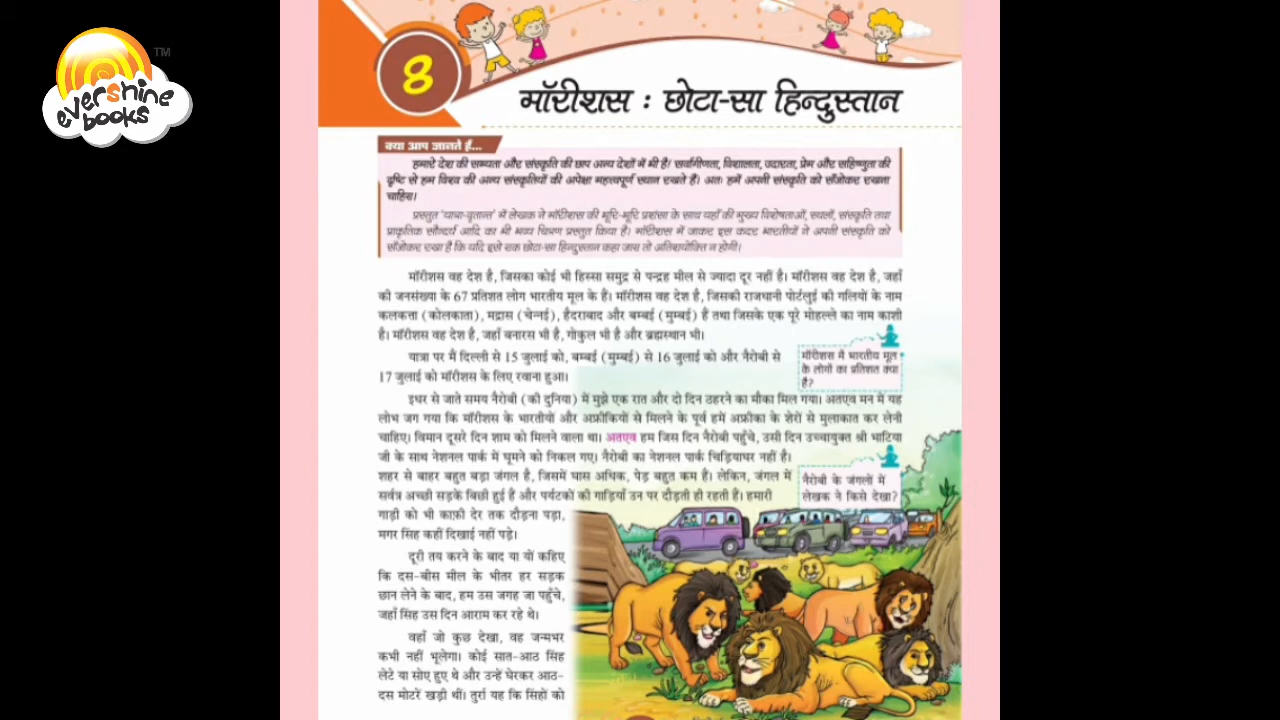 evershine
books
TM
8
मॉरीशस : छोटा-सा हिन्दुस्तान
क्या आप जानते हैं...
हमारे देश की सभ्यता और संस्कृति की छाप अन्य देशों में भी है। सर्वांगीणता, विशालता, उदारता, प्रेम और सहिष्णुता की
दृष्टि से हम विश्व की अन्य संस्कृतियों की अपेक्षा महत्त्वपूर्ण स्थान रखते हैं। अतः हमें अपनी संस्कृति को सँजोकर रखना
चाहिए।
प्रस्तुत 'यात्रा-वृतान्त' में लेखक ने मॉरीशस की भूरि-भूरि प्रशंसा के साथ यहाँ की मुख्य विशेषताओं, स्थलों, संस्कृति तथा
प्राकृतिक सौन्दर्य आदि का भी भव्य चित्रण प्रस्तुत किया है। मॉरीशस में जाकर इस कदर भारतीयों ने अपनी संस्कृति को
सँजोकर रखा है कि यदि इसे एक छोटा-सा हिन्दुस्तान कहा जाए तो अतिशयोक्ति न होगी।
मॉरीशस वह देश है, जिसका कोई भी हिस्सा समुद्र से पन्द्रह मील से ज्यादा दूर नहीं है। मॉरीशस वह देश है, जहाँ
की जनसंख्या के 67 प्रतिशत लोग भारतीय मूल के हैं। मॉरीशस वह देश है, जिसकी राजधानी पोर्टलुई की गलियों के नाम
कलकत्ता (कोलकाता), मद्रास (चेन्नई), हैदराबाद और बम्बई (मुम्बई) हैं तथा जिसके एक पूरे मोहल्ले का नाम काशी
है। मॉरीशस वह देश है, जहाँ बनारस भी है, गोकुल भी है और ब्रह्मस्थान भी।
यात्रा पर मैं दिल्ली से 15 जुलाई को, बम्बई (मुम्बई) से 16 जुलाई को और नैरोबी से
17 जुलाई को मॉरीशस के लिए रवाना हुआ।
मॉरीशस में भारतीय मूल
के लोगों का प्रतिशत क्या
है?
इधर से जाते समय नैरोबी (की दुनिया) में मुझे एक रात और दो दिन ठहरने का मौका मिल गया। अतएव मन में यह
लोभ जग गया कि मॉरीशस के भारतीयों और अफ्रीकियों से मिलने के पूर्व हमें अफ्रीका के शेरों से मुलाकात कर लेनी
चाहिए। विमान दूसरे दिन शाम को मिलने वाला था। अतएव हम जिस दिन नैरोबी पहुँचे, उसी दिन उच्चायुक्त श्री भाटिया
जी के साथ नेशनल पार्क में घूमने को निकल गए। नैरोबी का नेशनल पार्क चिड़ियाघर नहीं है।
शहर से बाहर बहुत बड़ा जंगल है, जिसमें घास अधिक, पेड़ बहुत कम हैं। लेकिन, जंगल में
सर्वत्र अच्छी सड़कें बिछी हुई हैं और पर्यटकों की गाड़ियाँ उन पर दौड़ती ही रहती हैं। हमारी
गाड़ी को भी काफ़ी देर तक दौड़ना पड़ा,
मगर सिंह कहीं दिखाई नहीं पड़े।
नैरोबी के जंगलों में
लेखक ने किसे देखा?
दूरी तय करने के बाद या यों कहिए
कि दस-बीस मील के भीतर हर सड़क
छान लेने के बाद, हम उस जगह जा पहुँचे,
जहाँ सिंह उस दिन आराम कर रहे थे।
वहाँ जो कुछ देखा, वह जन्मभर
कभी नहीं भूलेगा। कोई सात-आठ सिंह
लेटे या सोए हुए थे और उन्हें घेरकर आठ-
दस मोटरें खड़ी थीं। तुर्रा यह कि सिंहों को